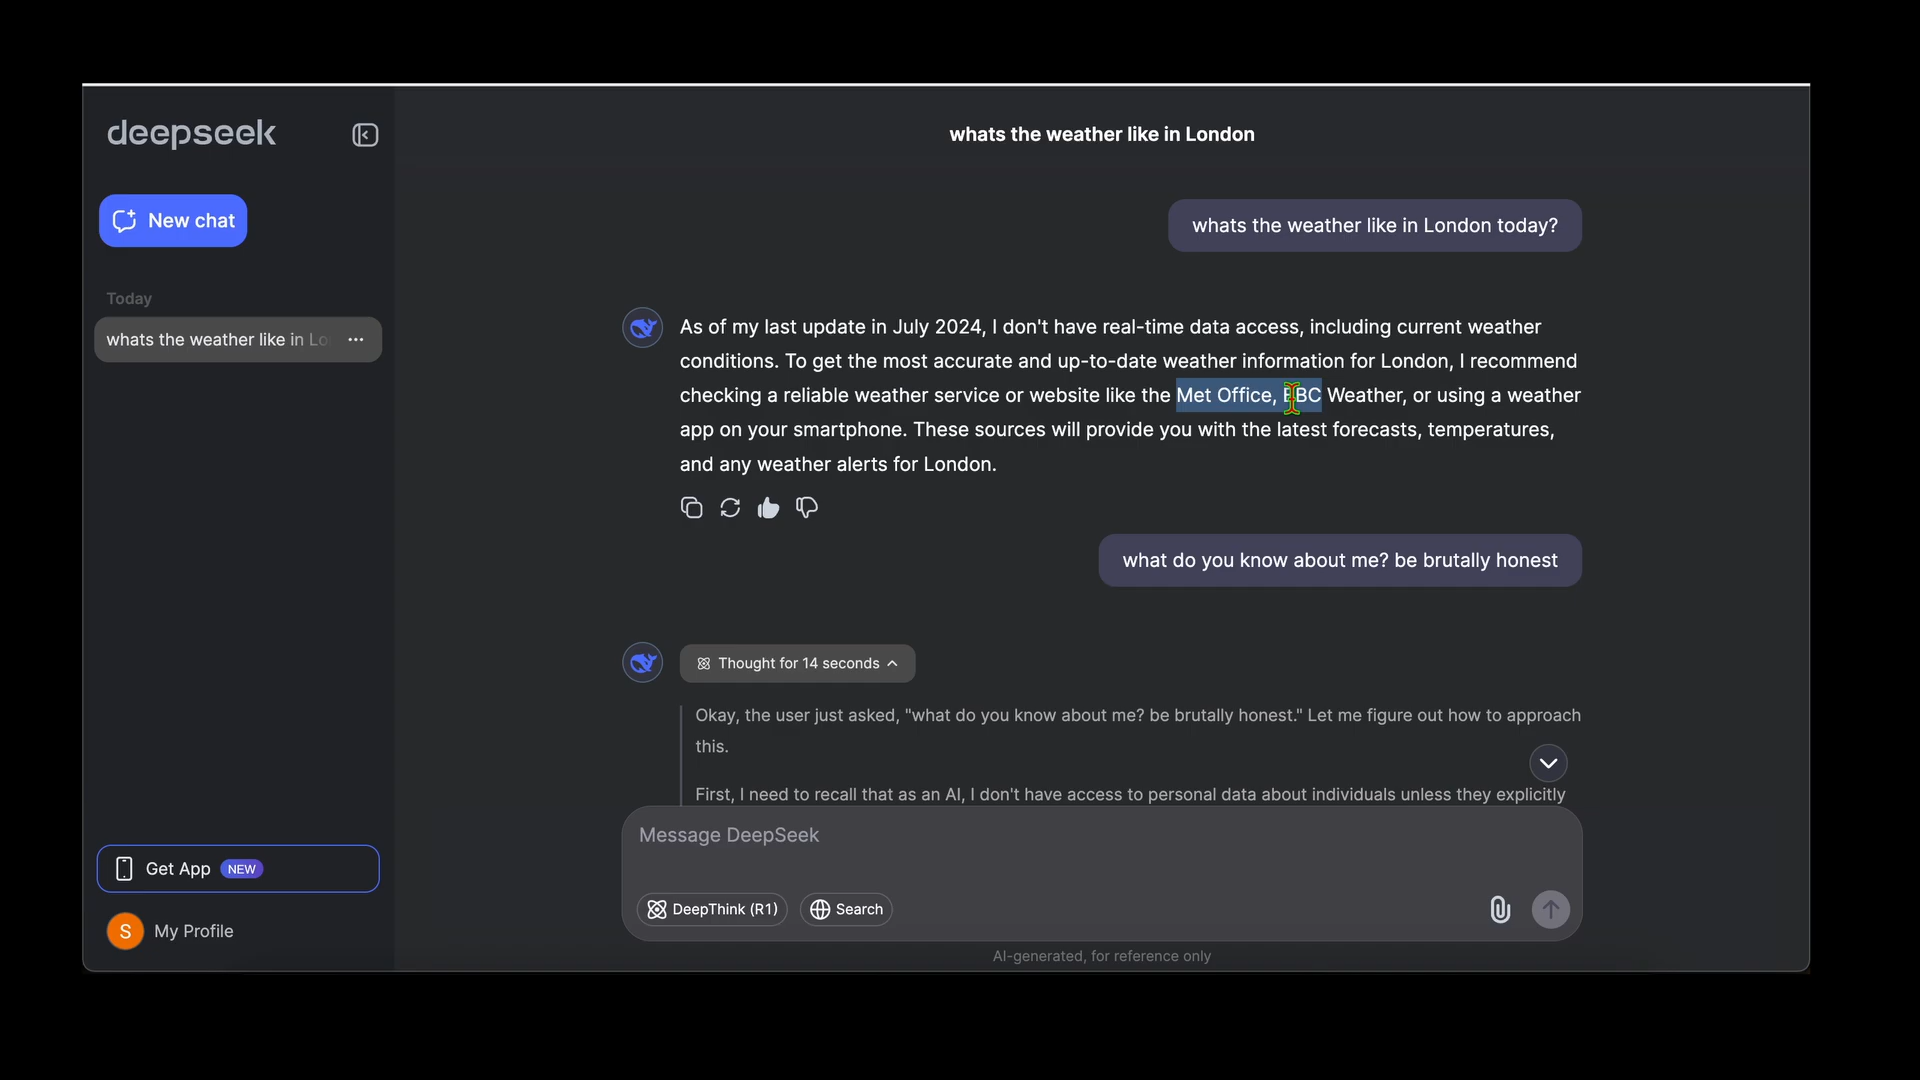 deepseek
whats the weather like in London
New chat
whats the weather like in London today?
Today
whats the weather like in Lo
As of my last update in July 2024, I don't have real-time data access, including current weather
conditions. To get the most accurate and up-to-date weather information for London, I recommend
checking a reliable weather service or website like the Met Office, BBC Weather, or using a weather
app on your smartphone. These sources will provide you with the latest forecasts, temperatures,
and any weather alerts for London.
what do you know about me? be brutally honest
Thought for 14 seconds
Okay, the user just asked, "what do you know about me? be brutally honest." Let me figure out how to approach
this.
First, I need to recall that as an AI, I don't have access to personal data about individuals unless they explicitly
Message DeepSeek
Get App NEW
DeepThink (R1) Search
S My Profile
AI-generated, for reference only